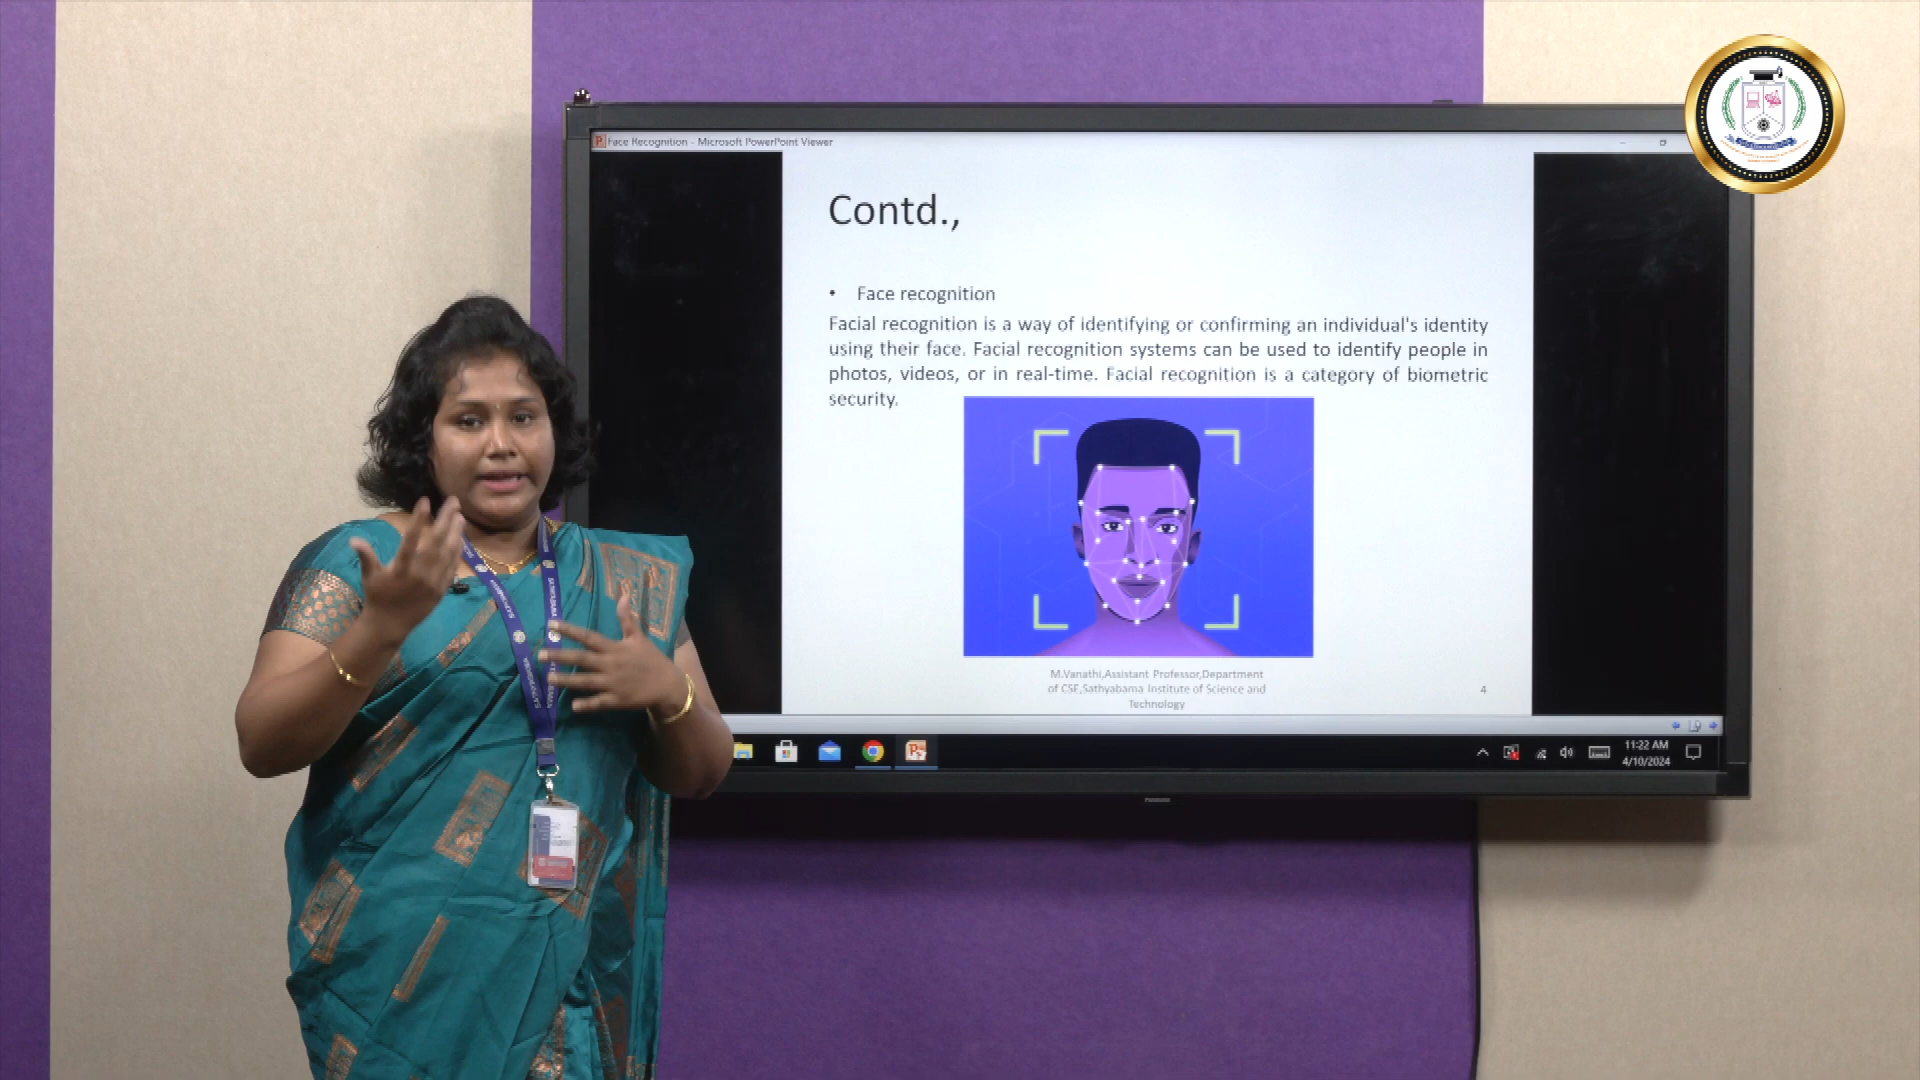 Face Recognition - Microsoft PowerPoint Viewer
Contd.,
• Face recognition
Facial recognition is a way of identifying or confirming an individual's identity
using their face. Facial recognition systems can be used to identify people in
photos, videos, or in real-time. Facial recognition is a category of biometric
security.
M.Vanathi,Assistant Professor,Department
of CSE,Sathyabama Institute of Science and
Technology
4
11:22 AM
4/10/2024